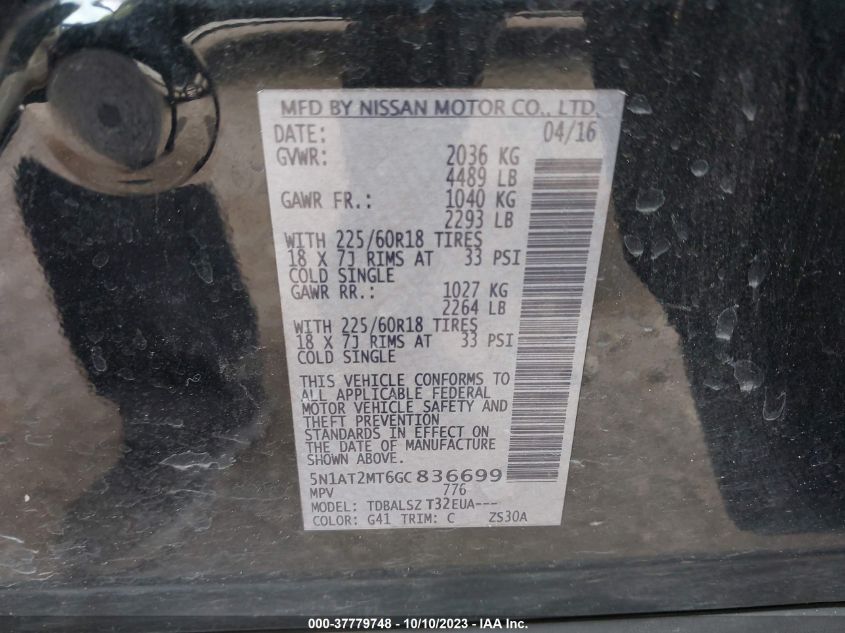 MFD BY NISSAN MOTOR CO., LTD.
DATE: 04/16
GVWR: 2036 KG
4489 LB
GAWR FR.: 1040 KG
2293 LB
WITH 225/60R18 TIRES
18 X 7J RIMS AT 33 PSI
COLD SINGLE
GAWR RR.: 1027 KG
2264 LB
WITH 225/60R18 TIRES
18 X 7J RIMS AT 33 PSI
COLD SINGLE
THIS VEHICLE CONFORMS TO
ALL APPLICABLE FEDERAL
MOTOR VEHICLE SAFETY AND
THEFT PREVENTION
STANDARDS IN EFFECT ON
THE DATE OF MANUFACTURE
SHOWN ABOVE.
5N1AT2MT6GC836699
MPV 776
MODEL: TDBALSZ T32EUA---
COLOR: G41 TRIM: C ZS30A
000-37779748 - 10/10/2023 - IAA Inc.